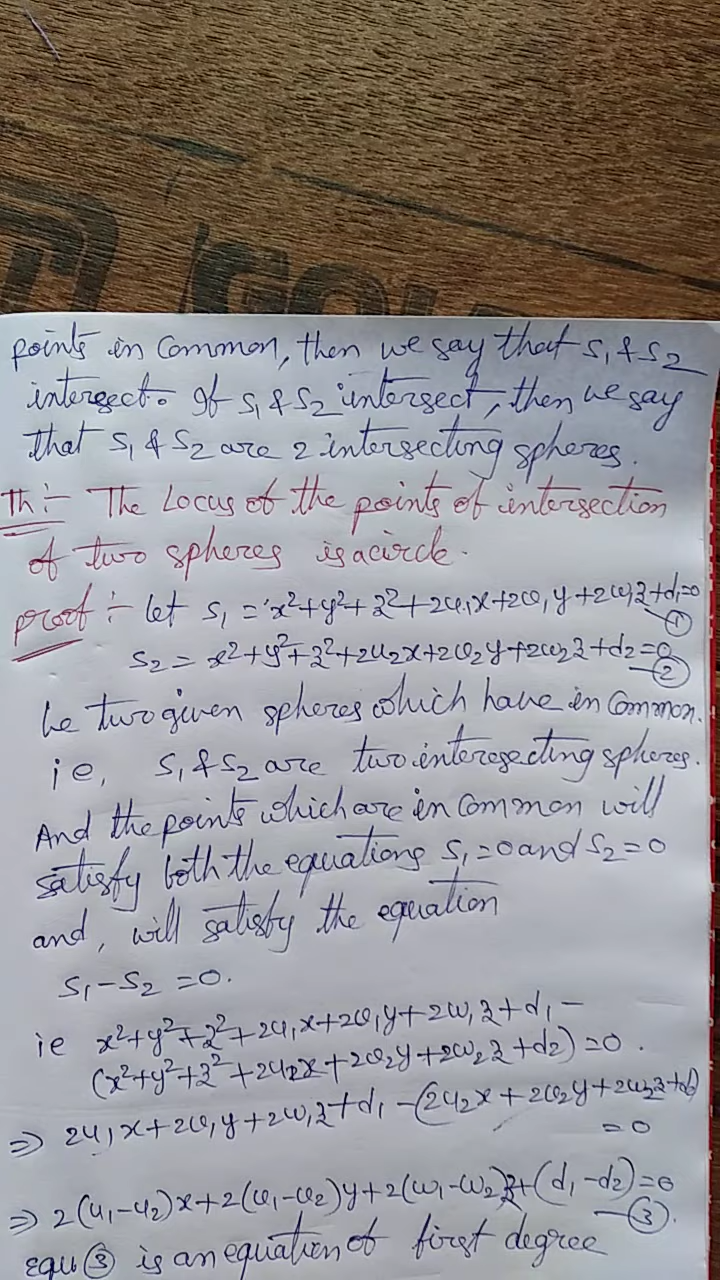 GOL
points in Common, then we say that S₁ & S₂
intersect. If S₁ & S₂ intersect, then we say
that S₁ & S₂ are 2 intersecting spheres.
Th:- The Locus of the points of intersection
of two spheres is a circle.
proof:- let S₁ = x²+y²+z²+2u₁x+2v₁y+2w₁z+d₁=0 ①
S₂ = x²+y²+z²+2u₂x+2v₂y+2w₂z+d₂=0 ②
be two given spheres which have in Common.
ie, S₁ & S₂ are two interesecting spheres.
And the points which are in Common will
satisfy both the equations S₁=0 and S₂=0
and, will satisfy the equation
S₁-S₂ =0.
ie x²+y²+z²+2u₁x+2v₁y+2w₁z+d₁ -
(x²+y²+z²+2u₂x+2v₂y+2w₂z+d₂)=0.
⇒ 2u₁x+2v₁y+2w₁z+d₁-(2u₂x+2v₂y+2w₂z+d₂)
=0
⇒ 2(u₁-u₂)x+2(v₁-v₂)y+2(w₁-w₂)z+(d₁-d₂)=0 ③.
equ ③ is an equation of first degree